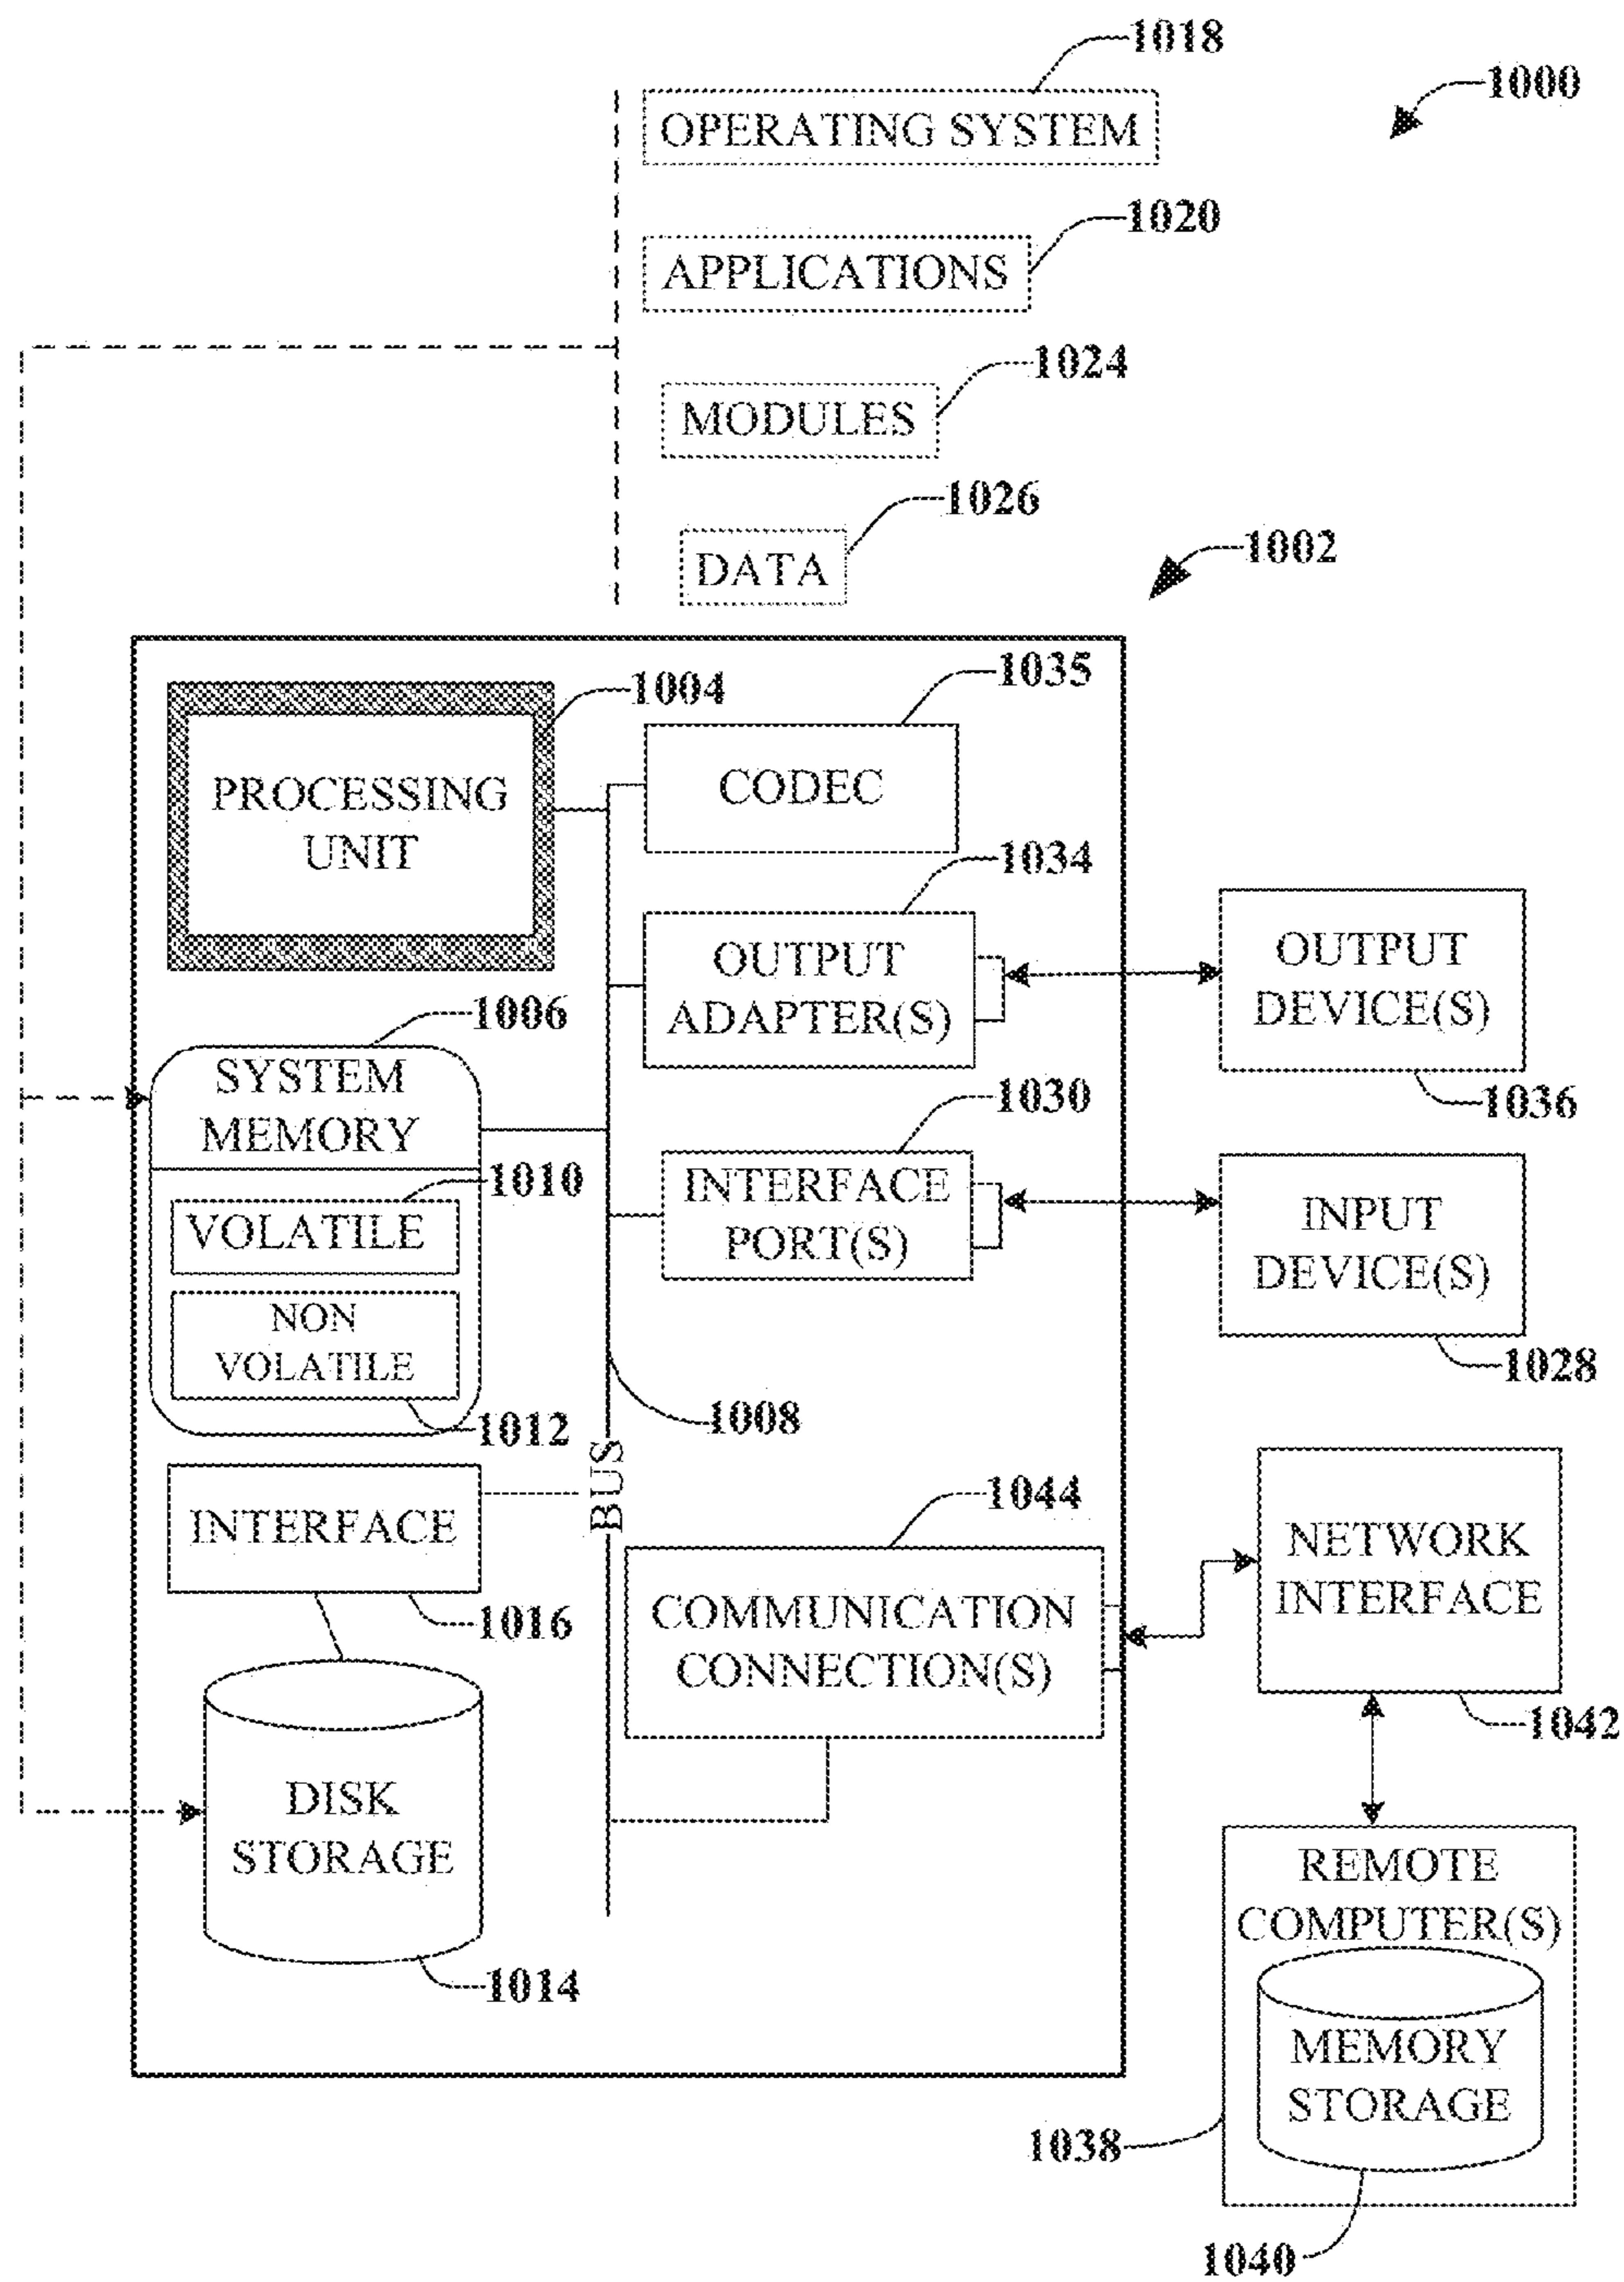 1018
1000
OPERATING SYSTEM
1020
APPLICATIONS
1024
MODULES
1026
DATA
1002
1035
1004
CODEC
PROCESSING
UNIT
1034
OUTPUT
ADAPTER(S)
OUTPUT
DEVICE(S)
1036
1006
SYSTEM
MEMORY
1010
VOLATILE
NON
VOLATILE
1012
1030
INTERFACE
PORT(S)
INPUT
DEVICE(S)
1028
1008
BUS
INTERFACE
1016
1044
COMMUNICATION
CONNECTION(S)
NETWORK
INTERFACE
1042
DISK
STORAGE
1014
REMOTE
COMPUTER(S)
MEMORY
STORAGE
1038
1040